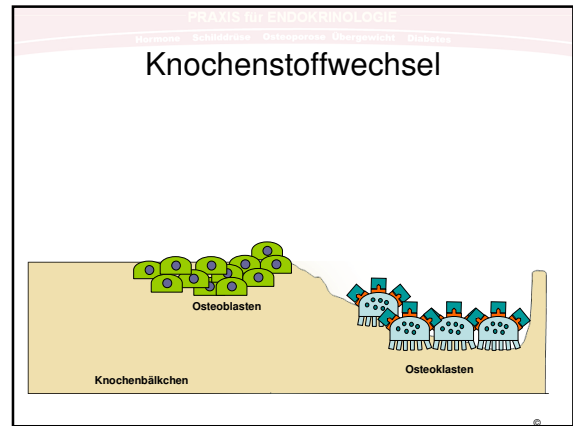 PRAXIS für ENDOKRINOLOGIE
Hormone Schilddrüse Osteoporose Übergewicht Diabetes
Knochenstoffwechsel
Osteoblasten
Osteoklasten
Knochenbälkchen
©